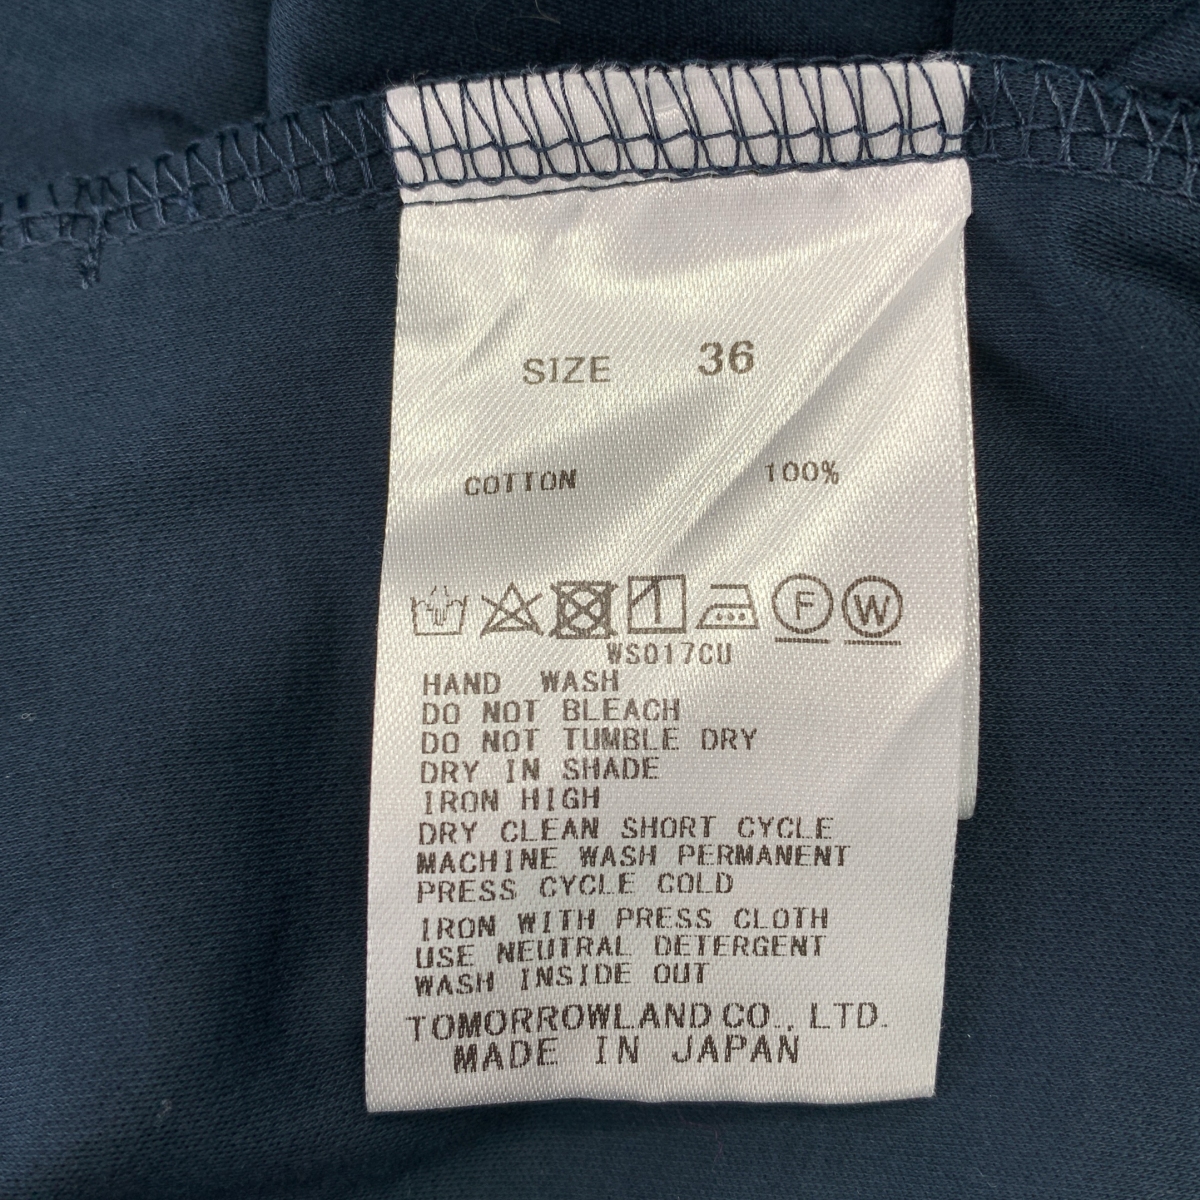 SIZE 36
COTTON 100%
F W
WS017CU
HAND WASH
DO NOT BLEACH
DO NOT TUMBLE DRY
DRY IN SHADE
IRON HIGH
DRY CLEAN SHORT CYCLE
MACHINE WASH PERMANENT
PRESS CYCLE COLD
IRON WITH PRESS CLOTH
USE NEUTRAL DETERGENT
WASH INSIDE OUT
TOMORROWLAND CO., LTD.
MADE IN JAPAN